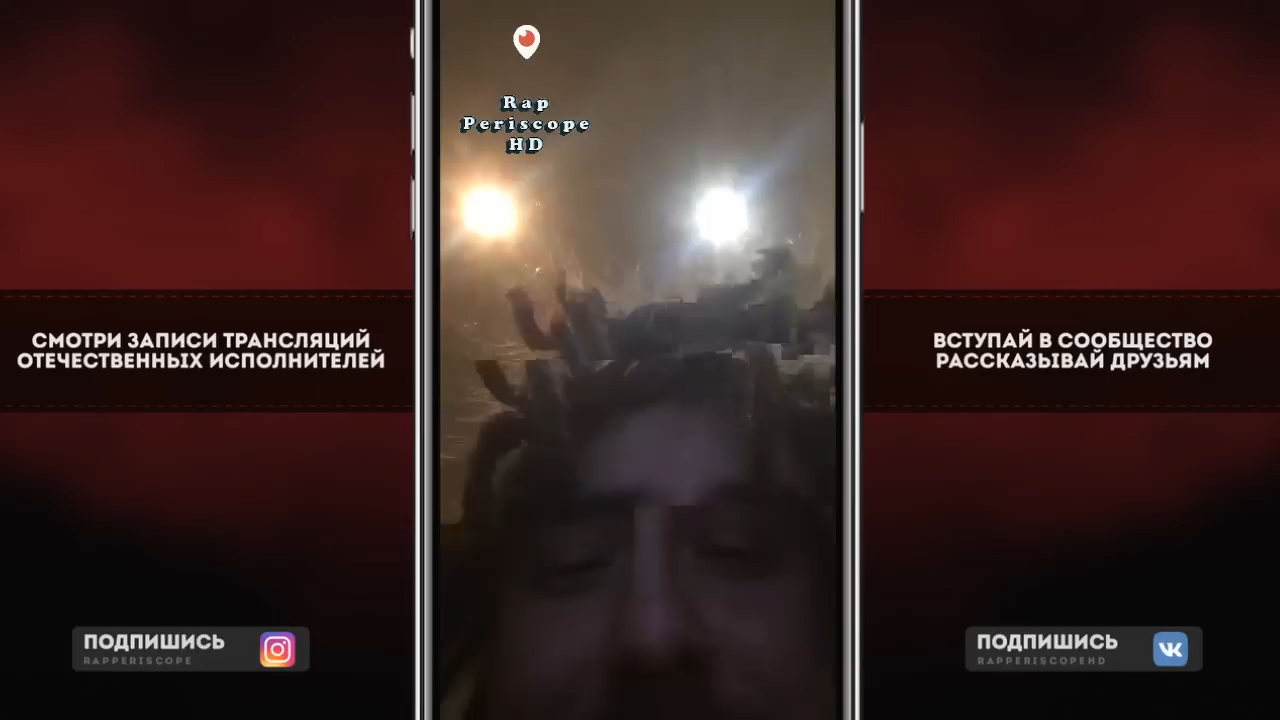 Rap
Periscope
HD
СМОТРИ ЗАПИСИ ТРАНСЛЯЦИЙ
ОТЕЧЕСТВЕННЫХ ИСПОЛНИТЕЛЕЙ
ВСТУПАЙ В СООБЩЕСТВО
РАССКАЗЫВАЙ ДРУЗЬЯМ
ПОДПИШИСЬ
RAPPERISCOPE
ПОДПИШИСЬ
RAPPERISCOPEHD